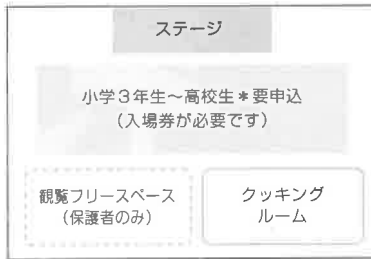 ステージ
小学3年生～高校生＊要申込
（入場券が必要です）
観覧フリースペース
（保護者のみ）
クッキング
ルーム